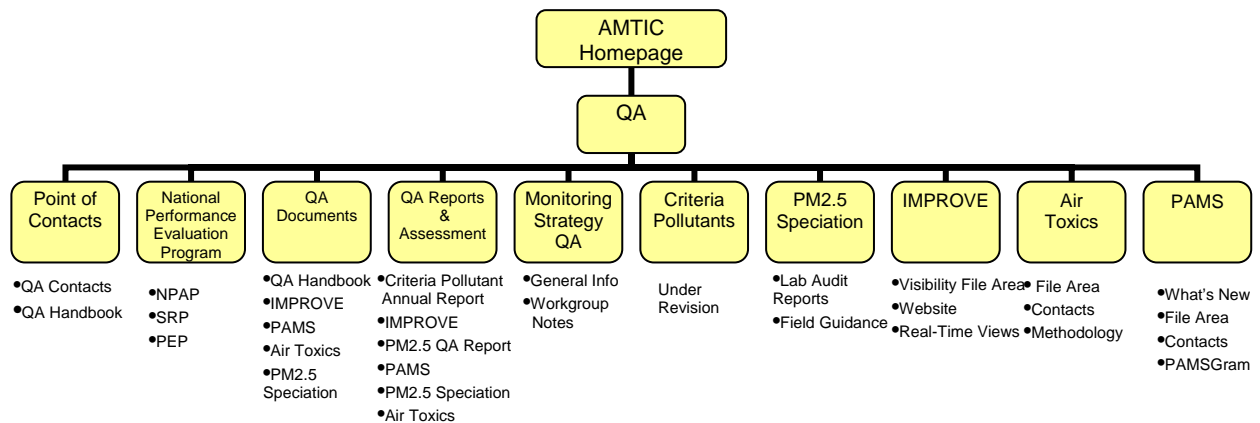 AMTIC
Homepage
QA
Point of
Contacts
National
Performance
Evaluation
Program
QA
Documents
QA Reports
&
Assessment
Monitoring
Strategy
QA
Criteria
Pollutants
PM2.5
Speciation
IMPROVE
Air
Toxics
PAMS
•QA Contacts
•QA Handbook
•NPAP
•SRP
•PEP
•QA Handbook
•IMPROVE
•PAMS
•Air Toxics
•PM2.5
Speciation
•Criteria Pollutant
Annual Report
•IMPROVE
•PM2.5 QA Report
•PAMS
•PM2.5 Speciation
•Air Toxics
•General Info
•Workgroup
Notes
Under
Revision
•Lab Audit
Reports
•Field Guidance
•Visibility File Area
•Website
•Real-Time Views
• File Area
•Contacts
•Methodology
•What's New
•File Area
•Contacts
•PAMSGram